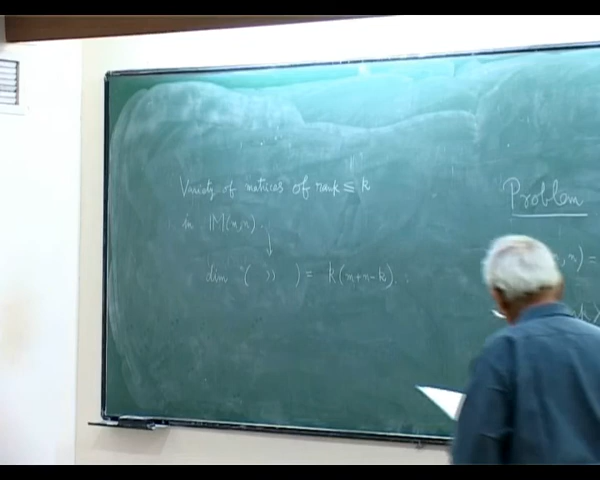 Variety of matrices of rank ≤ k
in M(m,n).
↓
dim ( ,, ) = k(m+n-k).
Problem
,n) =